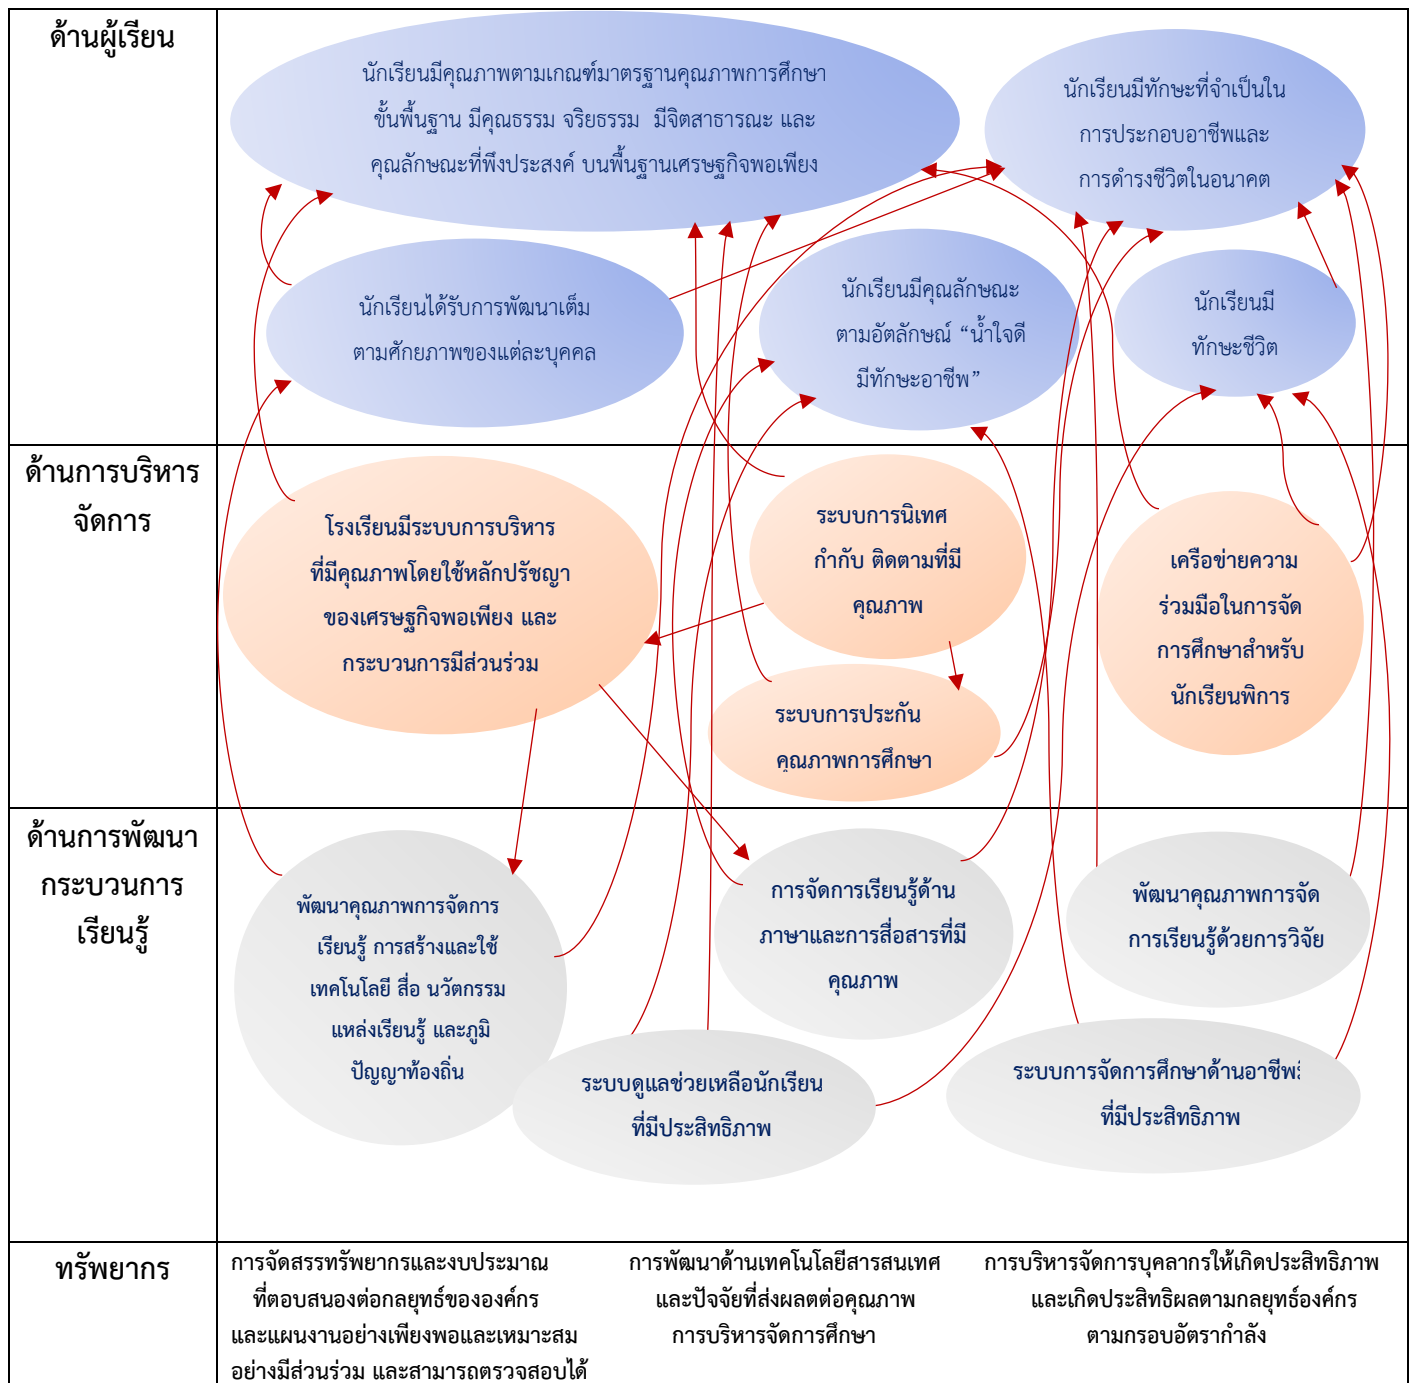 ด้านผู้เรียน
นักเรียนมีคุณภาพตามเกณฑ์มาตรฐานคุณภาพการศึกษา
ขั้นพื้นฐาน มีคุณธรรม จริยธรรม มีจิตสาธารณะ และ
คุณลักษณะที่พึงประสงค์ บนพื้นฐานเศรษฐกิจพอเพียง
นักเรียนมีทักษะที่จำเป็นใน
การประกอบอาชีพและ
การดำรงชีวิตในอนาคต
นักเรียนได้รับการพัฒนาเต็ม
ตามศักยภาพของแต่ละบุคคล
นักเรียนมีคุณลักษณะ
ตามอัตลักษณ์ “น้ำใจดี
มีทักษะอาชีพ”
นักเรียนมี
ทักษะชีวิต
ด้านการบริหาร
จัดการ
โรงเรียนมีระบบการบริหาร
ที่มีคุณภาพโดยใช้หลักปรัชญา
ของเศรษฐกิจพอเพียง และ
กระบวนการมีส่วนร่วม
ระบบการนิเทศ
กำกับ ติดตามที่มี
คุณภาพ
ระบบการประกัน
คุณภาพการศึกษา
เครือข่ายความ
ร่วมมือในการจัด
การศึกษาสำหรับ
นักเรียนพิการ
ด้านการพัฒนา
กระบวนการ
เรียนรู้
พัฒนาคุณภาพการจัดการ
เรียนรู้ การสร้างและใช้
เทคโนโลยี สื่อ นวัตกรรม
แหล่งเรียนรู้ และภูมิ
ปัญญาท้องถิ่น
การจัดการเรียนรู้ด้าน
ภาษาและการสื่อสารที่มี
คุณภาพ
พัฒนาคุณภาพการจัด
การเรียนรู้ด้วยการวิจัย
ระบบดูแลช่วยเหลือนักเรียน
ที่มีประสิทธิภาพ
ระบบการจัดการศึกษาด้านอาชีพ
ที่มีประสิทธิภาพ
ทรัพยากร
การจัดสรรทรัพยากรและงบประมาณ
ที่ตอบสนองต่อกลยุทธ์ขององค์กร
และแผนงานอย่างเพียงพอและเหมาะสม
อย่างมีส่วนร่วม และสามารถตรวจสอบได้
การพัฒนาด้านเทคโนโลยีสารสนเทศ
และปัจจัยที่ส่งผลตต่อคุณภาพ
การบริหารจัดการศึกษา
การบริหารจัดการบุคลากรให้เกิดประสิทธิภาพ
และเกิดประสิทธิผลตามกลยุทธ์องค์กร
ตามกรอบอัตรากำลัง